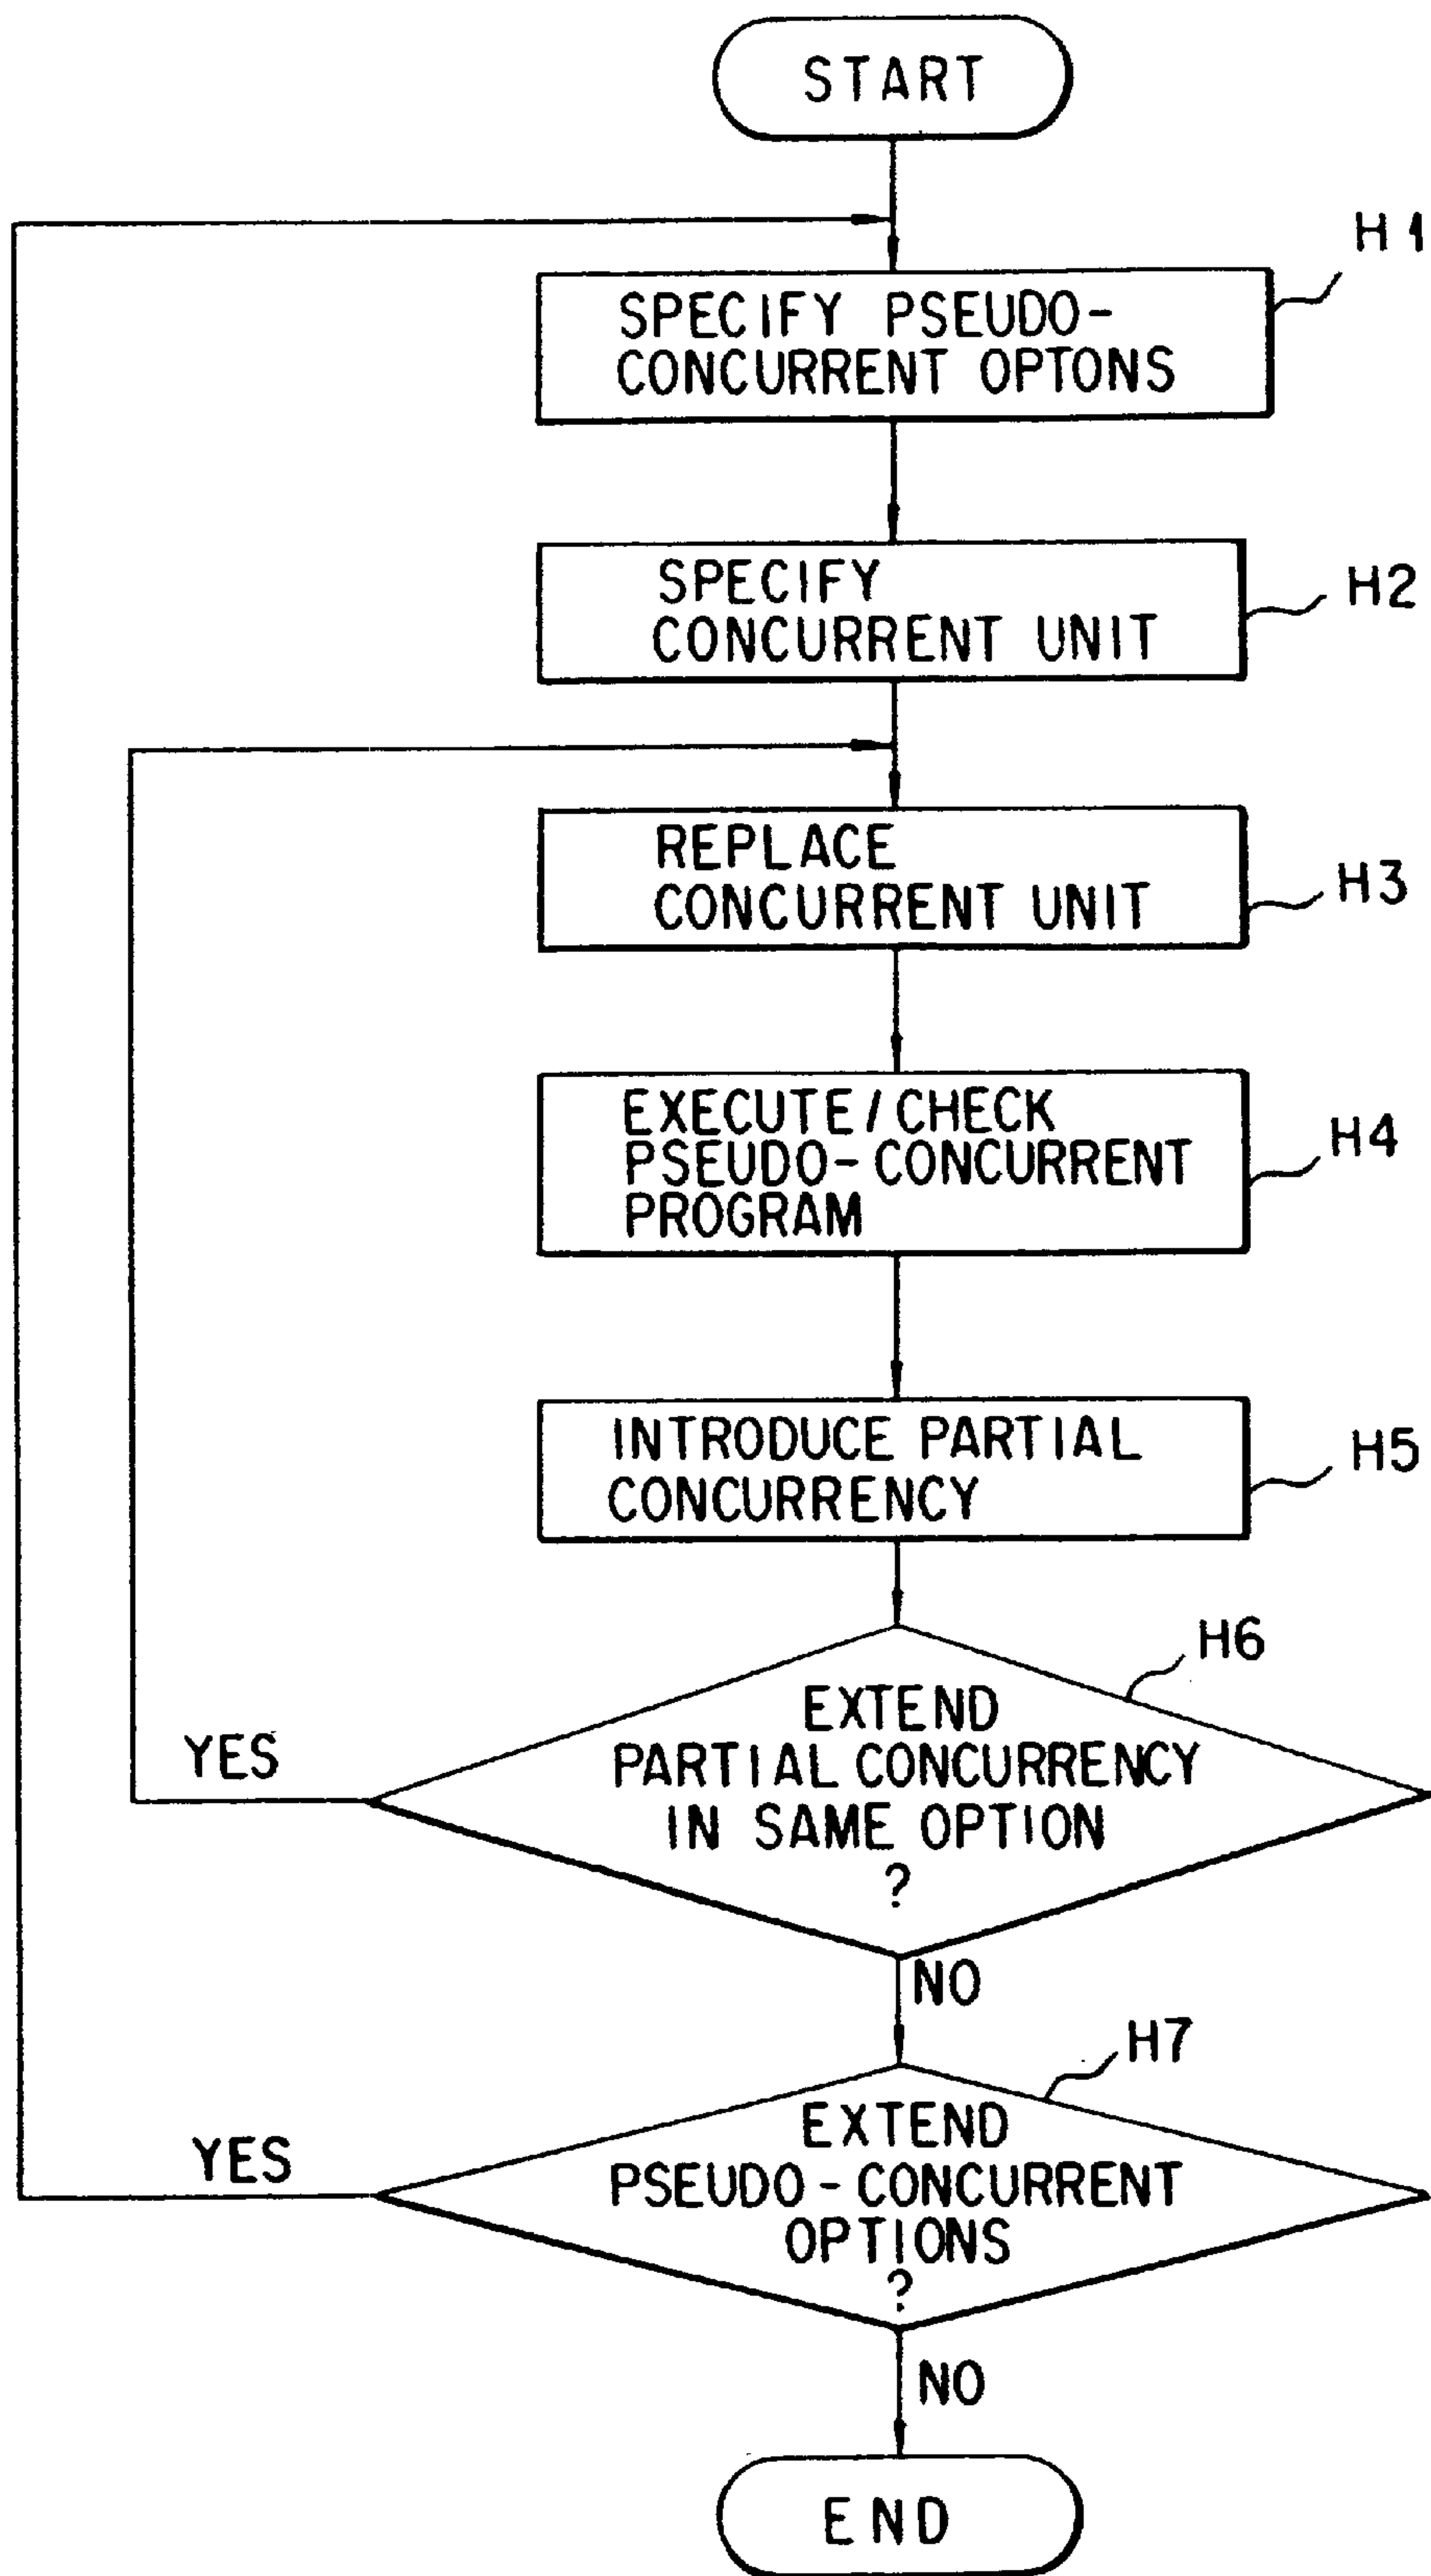 START
H1
SPECIFY PSEUDO-
CONCURRENT OPTONS
SPECIFY
CONCURRENT UNIT
H2
REPLACE
CONCURRENT UNIT
H3
EXECUTE/CHECK
PSEUDO-CONCURRENT
PROGRAM
H4
INTRODUCE PARTIAL
CONCURRENCY
H5
H6
EXTEND
PARTIAL CONCURRENCY
IN SAME OPTION
?
YES
NO
H7
EXTEND
PSEUDO-CONCURRENT
OPTIONS
?
YES
NO
END